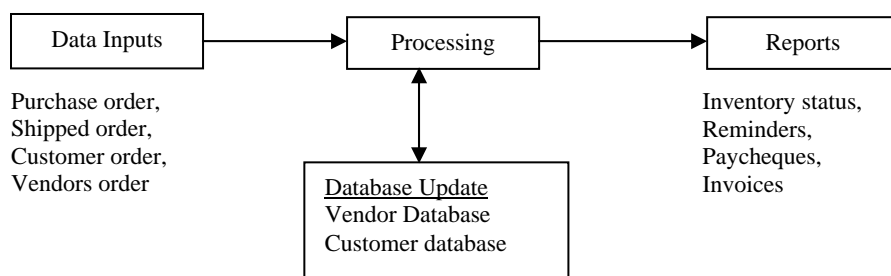 Data Inputs
Processing
Reports
Purchase order,
Shipped order,
Customer order,
Vendors order
Inventory status,
Reminders,
Paycheques,
Invoices
Database Update
Vendor Database
Customer database